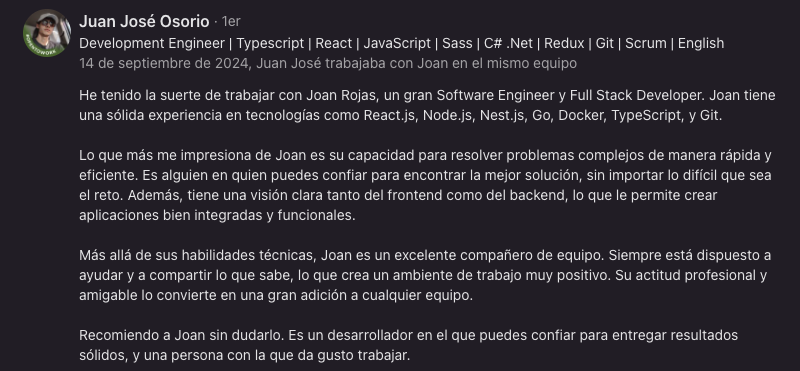 Juan José Osorio · 1er
Development Engineer | Typescript | React | JavaScript | Sass | C# .Net | Redux | Git | Scrum | English
14 de septiembre de 2024, Juan José trabajaba con Joan en el mismo equipo
He tenido la suerte de trabajar con Joan Rojas, un gran Software Engineer y Full Stack Developer. Joan tiene
una sólida experiencia en tecnologías como React.js, Node.js, Nest.js, Go, Docker, TypeScript, y Git.
Lo que más me impresiona de Joan es su capacidad para resolver problemas complejos de manera rápida y
eficiente. Es alguien en quien puedes confiar para encontrar la mejor solución, sin importar lo difícil que sea
el reto. Además, tiene una visión clara tanto del frontend como del backend, lo que le permite crear
aplicaciones bien integradas y funcionales.
Más allá de sus habilidades técnicas, Joan es un excelente compañero de equipo. Siempre está dispuesto a
ayudar y a compartir lo que sabe, lo que crea un ambiente de trabajo muy positivo. Su actitud profesional y
amigable lo convierte en una gran adición a cualquier equipo.
Recomiendo a Joan sin dudarlo. Es un desarrollador en el que puedes confiar para entregar resultados
sólidos, y una persona con la que da gusto trabajar.